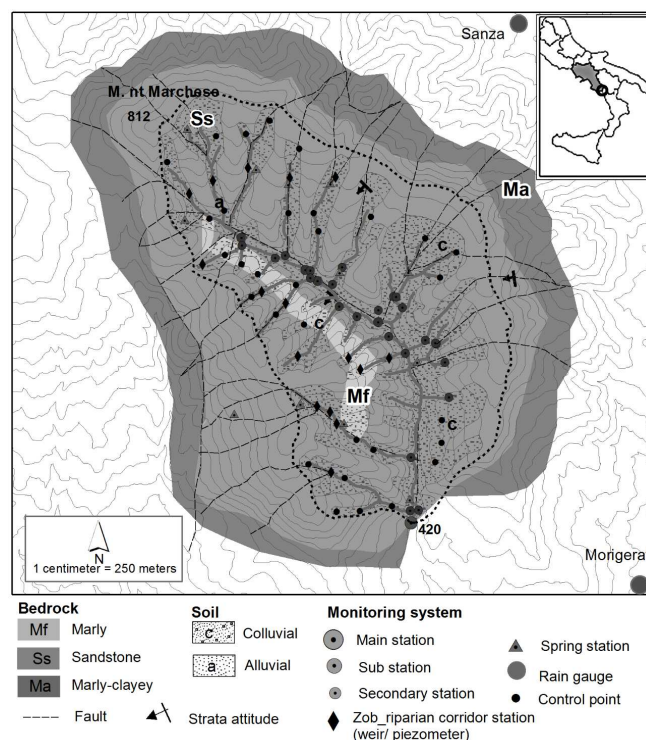 Sanza
M. nt Marchese
812
Ss
Ma
a
c
c
Mf
c
420
Morigera
N
1 centimeter = 250 meters
Bedrock
Mf Marly
Ss Sandstone
Ma Marly-clayey
Fault
Strata attitude
Soil
c Colluvial
a Alluvial
Monitoring system
Main station
Sub station
Secondary station
Zob_riparian corridor station
(weir/ piezometer)
Spring station
Rain gauge
Control point